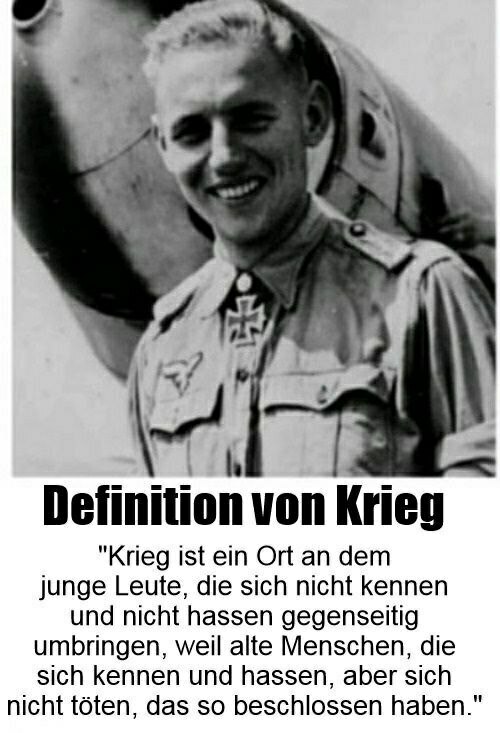 Definition von Krieg
"Krieg ist ein Ort an dem
junge Leute, die sich nicht kennen
und nicht hassen gegenseitig
umbringen, weil alte Menschen, die
sich kennen und hassen, aber sich
nicht töten, das so beschlossen haben."